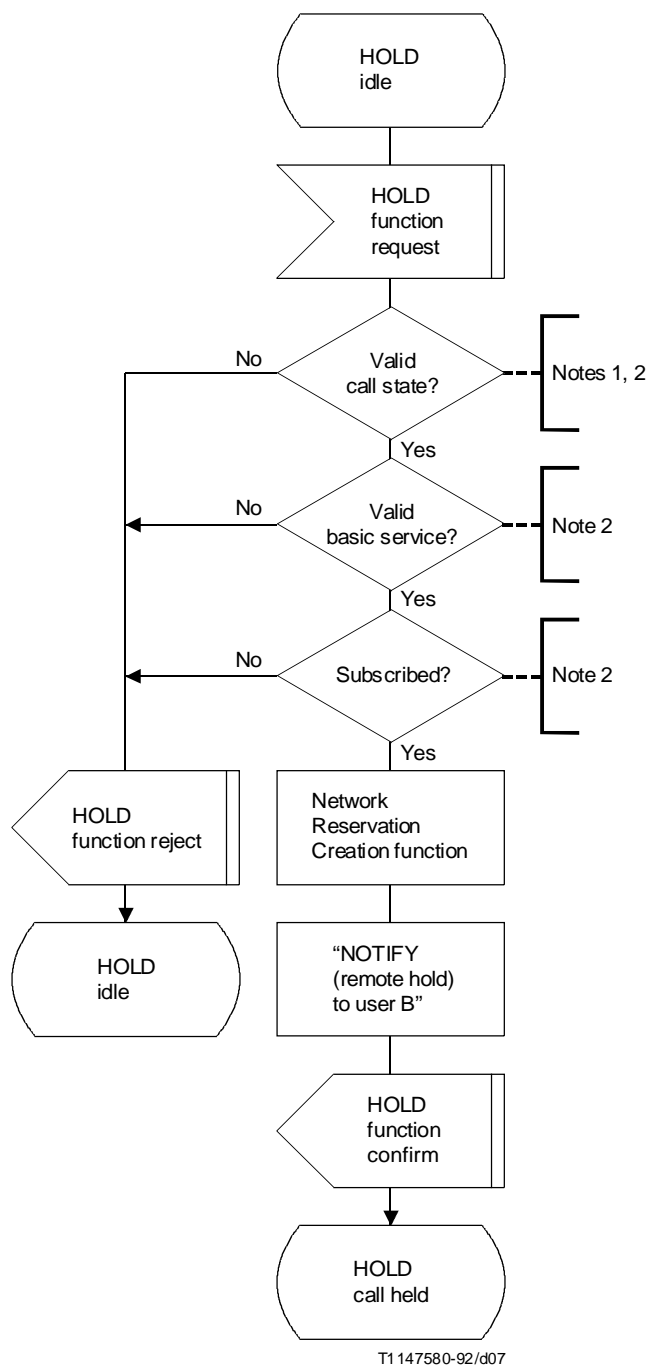 HOLD
idle
HOLD
function
request
No
Valid
call state?
Notes 1, 2
Yes
No
Valid
basic service?
Note 2
Yes
No
Subscribed?
Note 2
Yes
HOLD
function reject
Network
Reservation
Creation function
HOLD
idle
“NOTIFY
(remote hold)
to user B”
HOLD
function
confirm
HOLD
call held
T1147580-92/d07